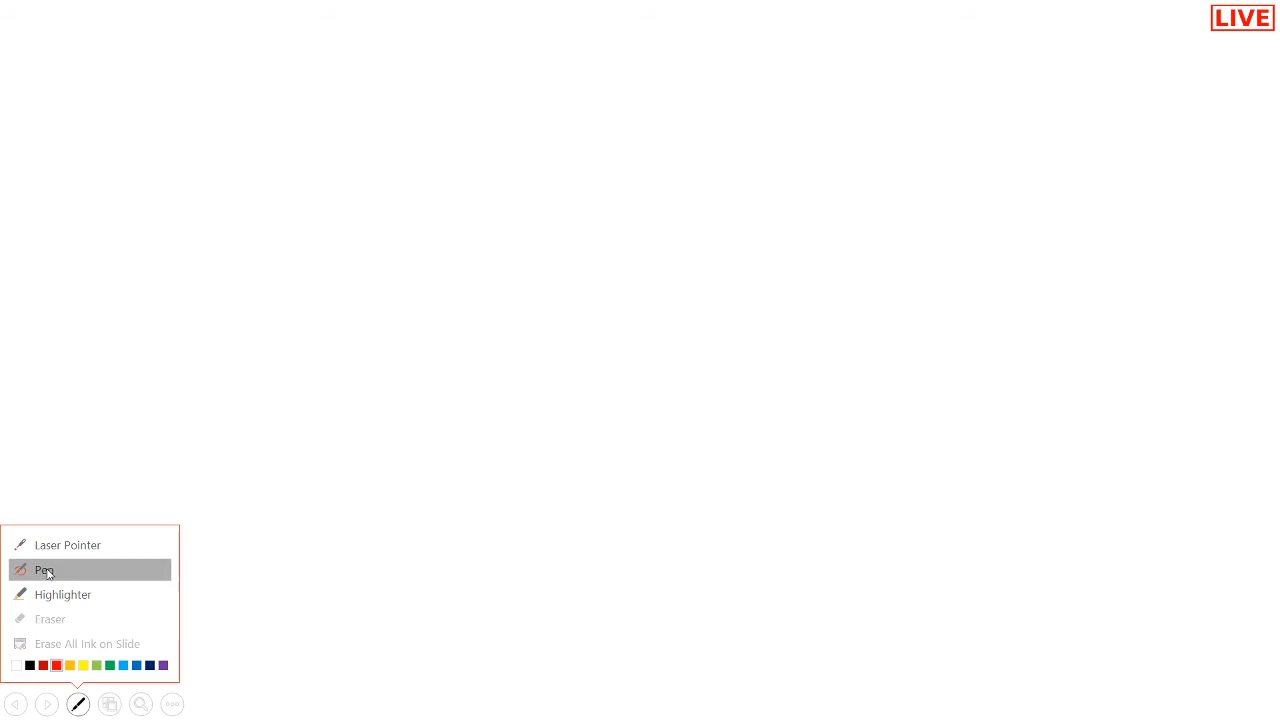 LIVE
Laser Pointer
Pen
Highlighter
Eraser
Erase All Ink on Slide